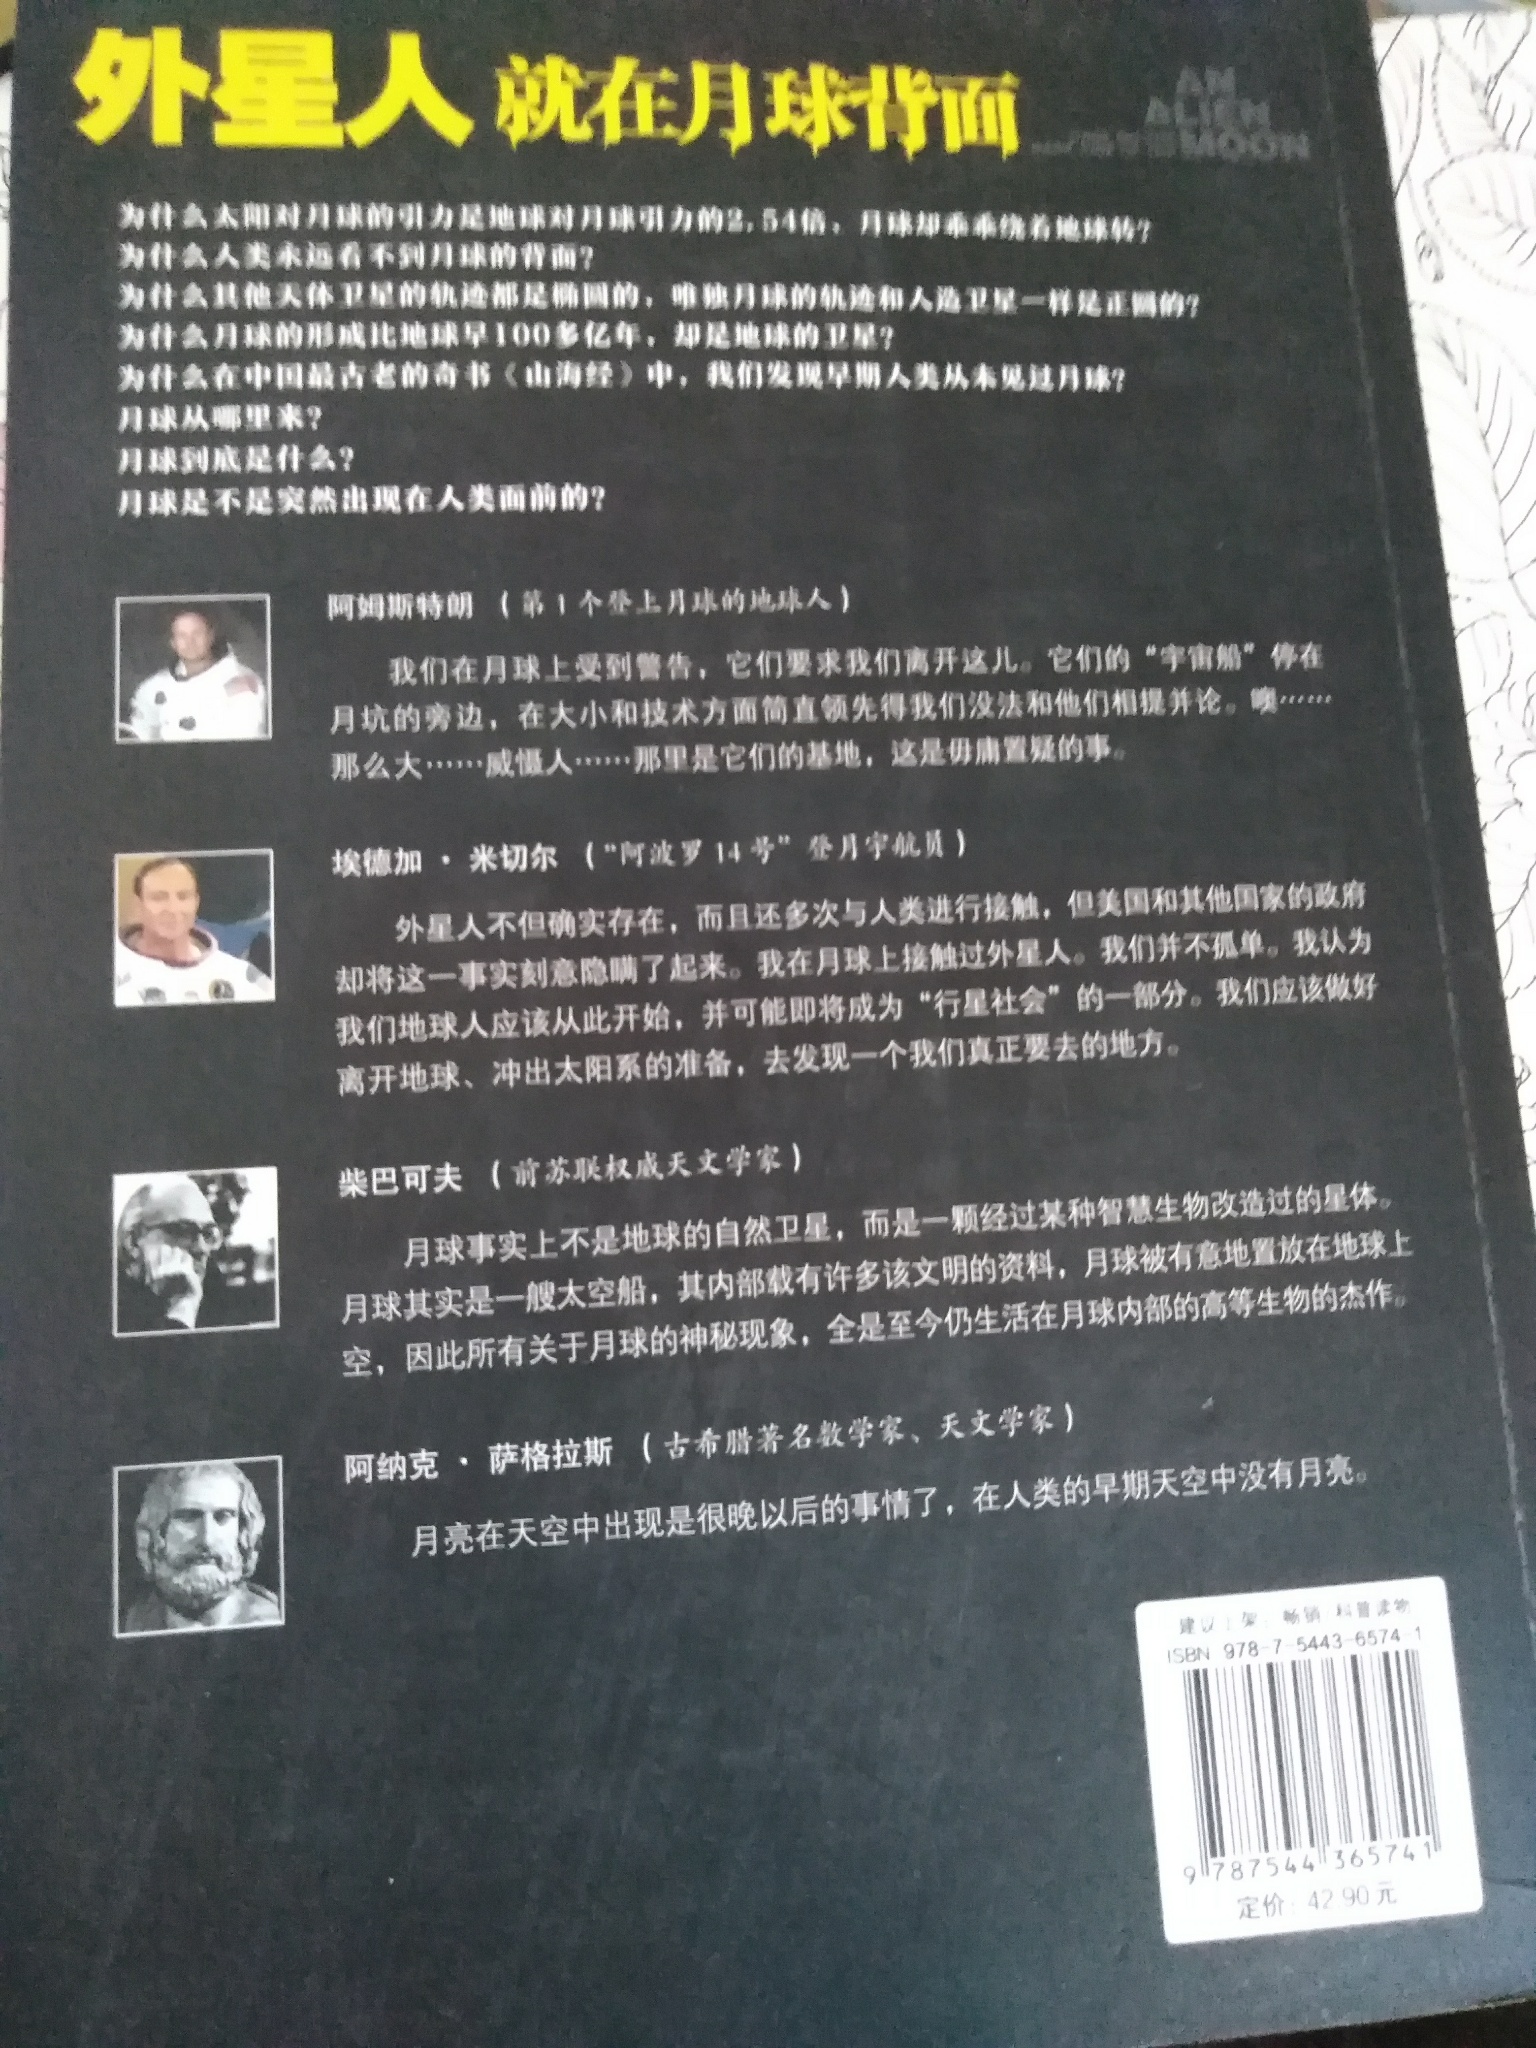 外星人 就在月球背面
AN
ALIEN
MOON
为什么太阳对月球的引力是地球对月球引力的2.54倍，月球却乖乖绕着地球转？
为什么人类永远看不到月球的背面？
为什么其他天体卫星的轨迹都是椭圆的，唯独月球的轨迹和人造卫星一样是正圆的？
为什么月球的形成比地球早100多亿年，却是地球的卫星？
为什么在中国最古老的奇书《山海经》中，我们发现早期人类从未见过月球？
月球从哪里来？
月球到底是什么？
月球是不是突然出现在人类面前的？
阿姆斯特朗 （第1个登上月球的地球人）
我们在月球上受到警告，它们要求我们离开这儿。它们的“宇宙船”停在
月坑的旁边，在大小和技术方面简直领先得我们没法和他们相提并论。噢……
那么大……威慑人……那里是它们的基地，这是毋庸置疑的事。
埃德加·米切尔 （“阿波罗14号”登月宇航员）
外星人不但确实存在，而且还多次与人类进行接触，但美国和其他国家的政府
却将这一事实刻意隐瞒了起来。我在月球上接触过外星人。我们并不孤单。我认为
我们地球人应该从此开始，并可能即将成为“行星社会”的一部分。我们应该做好
离开地球、冲出太阳系的准备，去发现一个我们真正要去的地方。
柴巴可夫 （前苏联权威天文学家）
月球事实上不是地球的自然卫星，而是一颗经过某种智慧生物改造过的星体。
月球其实是一艘太空船，其内部载有许多该文明的资料，月球被有意地置放在地球上
空，因此所有关于月球的神秘现象，全是至今仍生活在月球内部的高等生物的杰作。
阿纳克·萨格拉斯 （古希腊著名数学家、天文学家）
月亮在天空中出现是很晚以后的事情了，在人类的早期天空中没有月亮。
建议上架：畅销 科普读物
ISBN 978-7-5443-6574-1
9 787544 365741
定价：42.90元